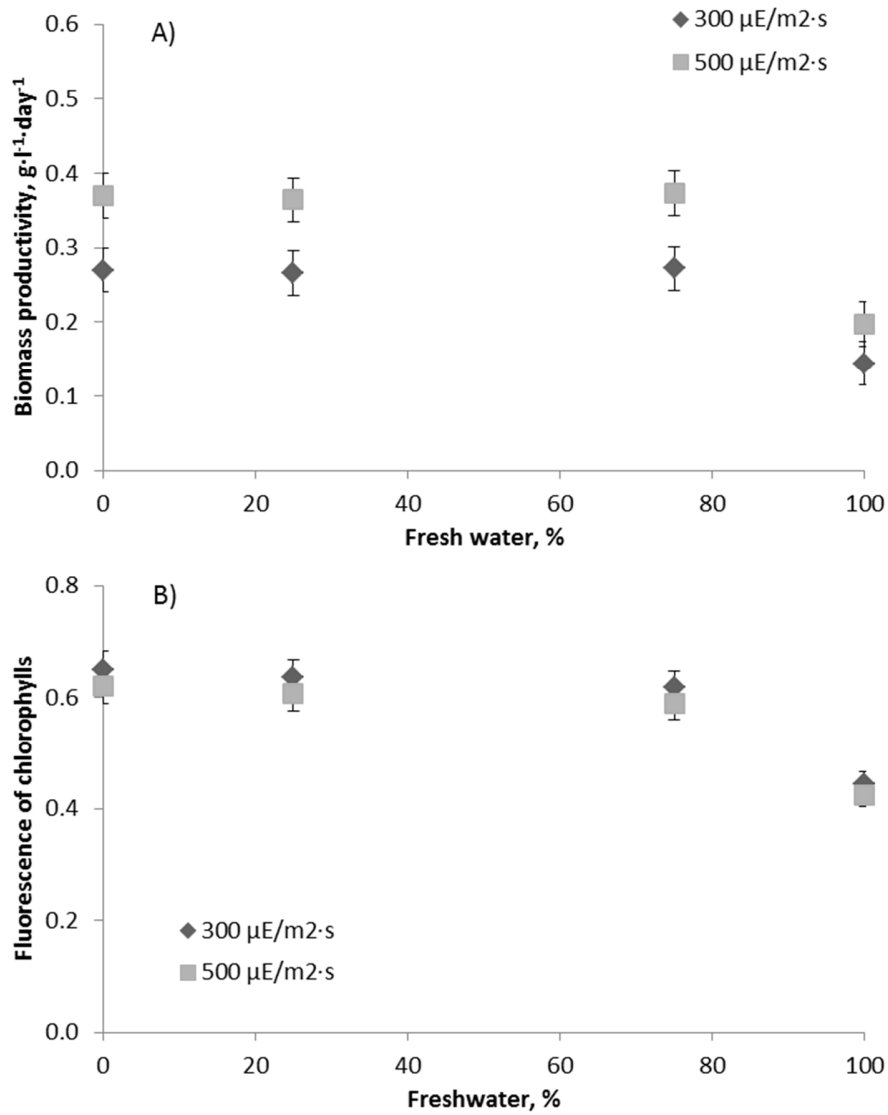 A)
300 µE/m2·s
500 µE/m2·s
Biomass productivity, g·l⁻¹·day⁻¹
0.6
0.5
0.4
0.3
0.2
0.1
0.0
0 20 40 60 80 100
Fresh water, %
B)
Fluorescence of chlorophylls
0.8
0.6
0.4
0.2
0.0
300 µE/m2·s
500 µE/m2·s
0 20 40 60 80 100
Freshwater, %